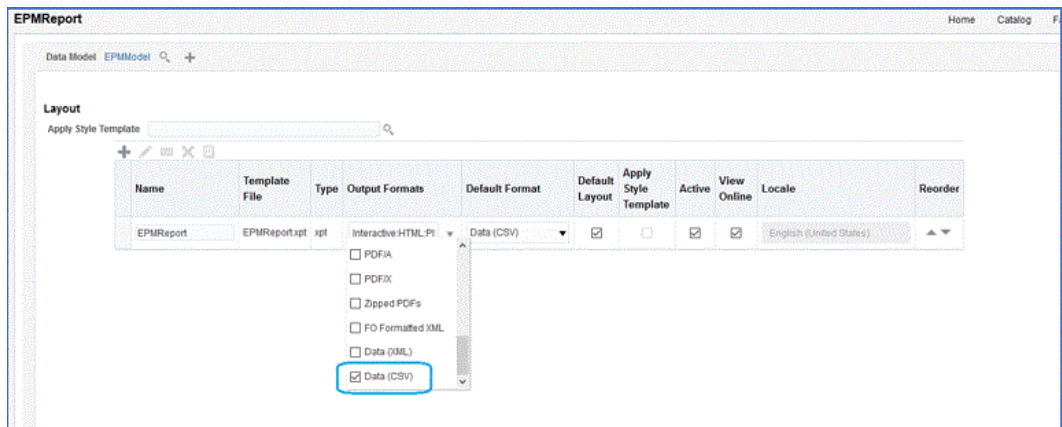 EPMReport
Home Catalog
Data Model EPMModel
Layout
Apply Style Template
Name Template File Type Output Formats Default Format Default Layout Apply Style Template Active View Online Locale Reorder
EPMReport EPMReport.xpt xpt Interactive:HTML:PI Data (CSV) English (United States)
PDF/A
PDF/X
Zipped PDFs
FO Formatted XML
Data (XML)
Data (CSV)